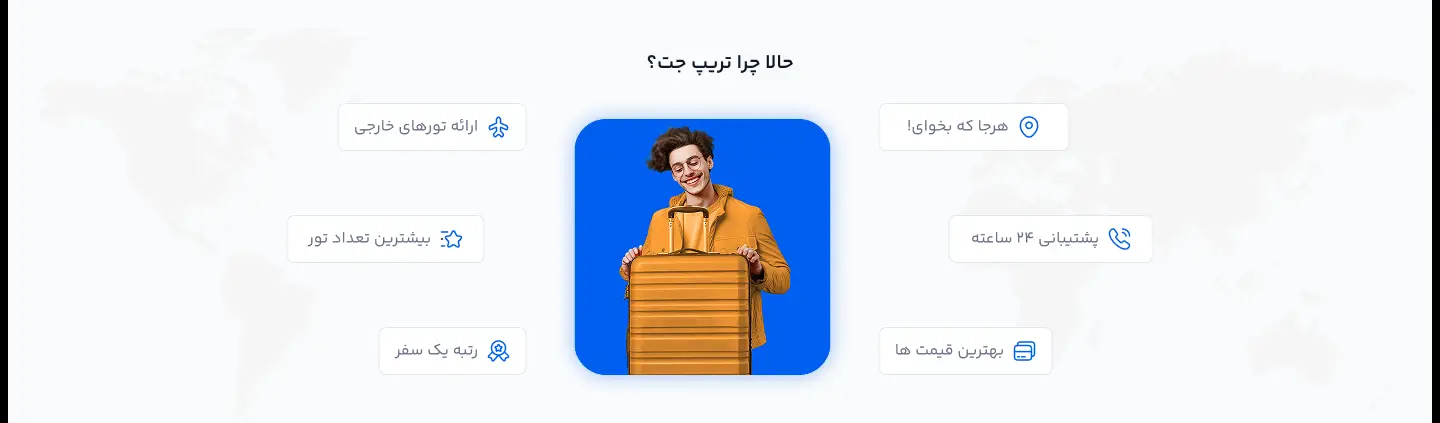 حالا چرا تریپ جت؟
هرجا که بخوای!
ارائه تورهای خارجی
پشتیبانی ۲۴ ساعته
بیشترین تعداد تور
بهترین قیمت ها
رتبه یک سفر